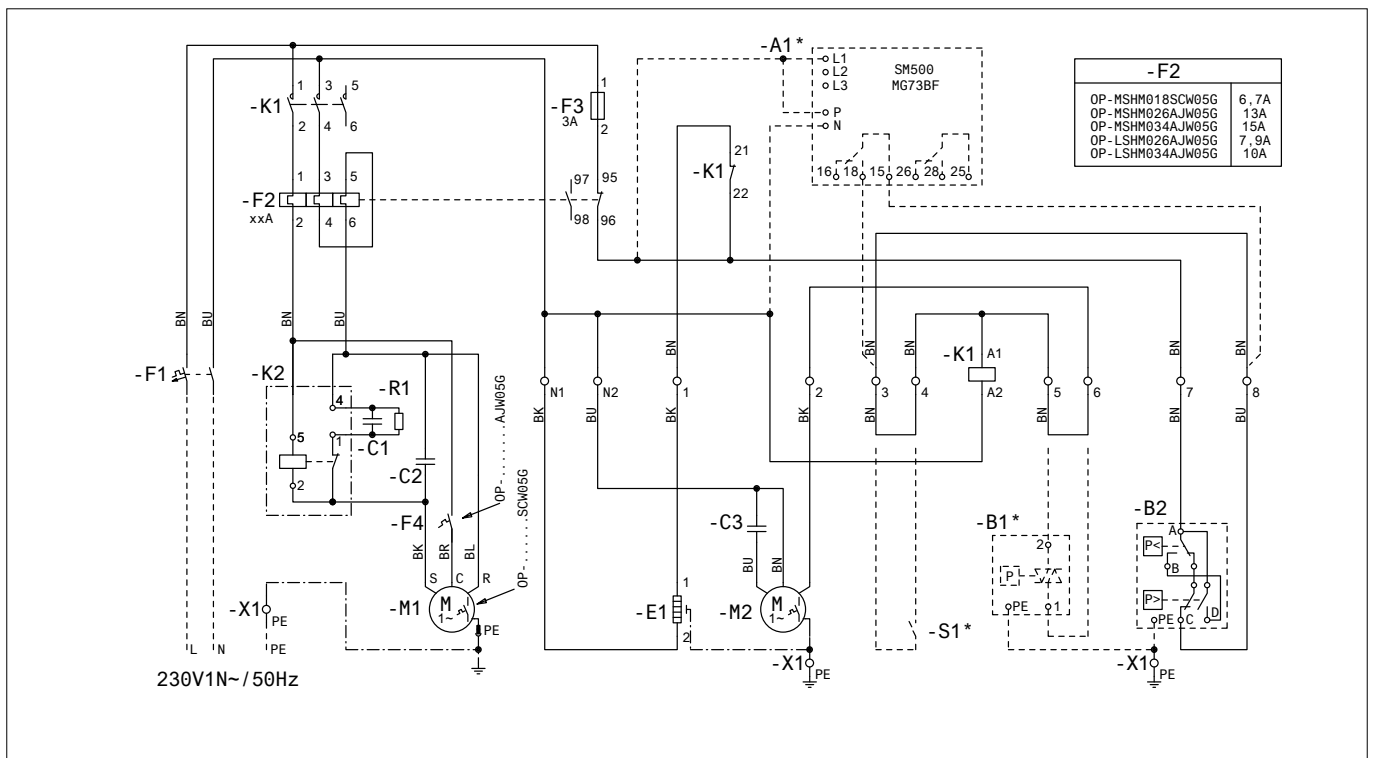 -A1*
L1
L2
L3
SM500
MG73BF
P
N
16 18 15 26 28 25
-F2
OP-MSHM018SCW05G 6,7A
OP-MSHM026AJW05G 13A
OP-MSHM034AJW05G 15A
OP-LSHM026AJW05G 7,9A
OP-LSHM034AJW05G 10A
-K1
1 3 5
2 4 6
-F3
3A
1
2
-K1
21
22
-F2
xxA
1 3 5
2 4 6
97 95
98 96
BN BU BN BU
BN BN BN BN BN BN
-F1
-K2
4
-R1
5
1
-C1
2
-C2
-K1
A1
A2
N1 N2 1 2 3 4 5 6 7 8
BK BU BK BK BN BU BN BU
OP-......AJW05G
OP-......SCW05G
-F4
BK BR BL
S C R
-M1
M
1~
PE
-X1
PE
L N PE
230V1N~/50Hz
-C3
BU BN
-E1
1
2
-M2
M
1~
-X1
PE
-S1*
-B1*
2
P
PE
1
-B2
A
P<
B
P>
D
PE
C
-X1
PE